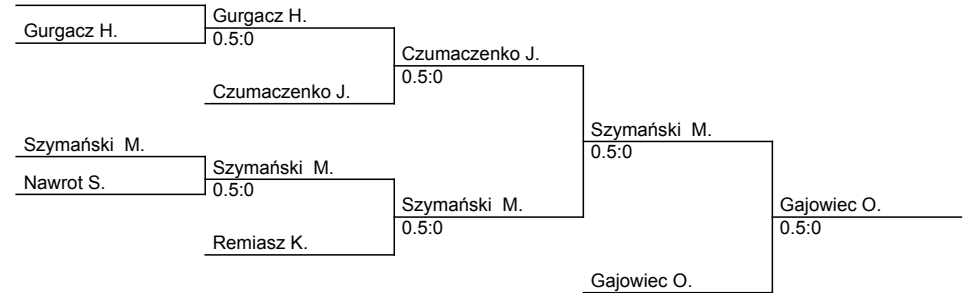 Gurgacz H.
Gurgacz H.
0.5:0
Czumaczenko J.
Czumaczenko J.
0.5:0
Szymański  M.
Nawrot S.
Szymański  M.
0.5:0
Remiasz K.
Szymański  M.
0.5:0
Szymański  M.
0.5:0
Gajowiec O.
Gajowiec O.
0.5:0